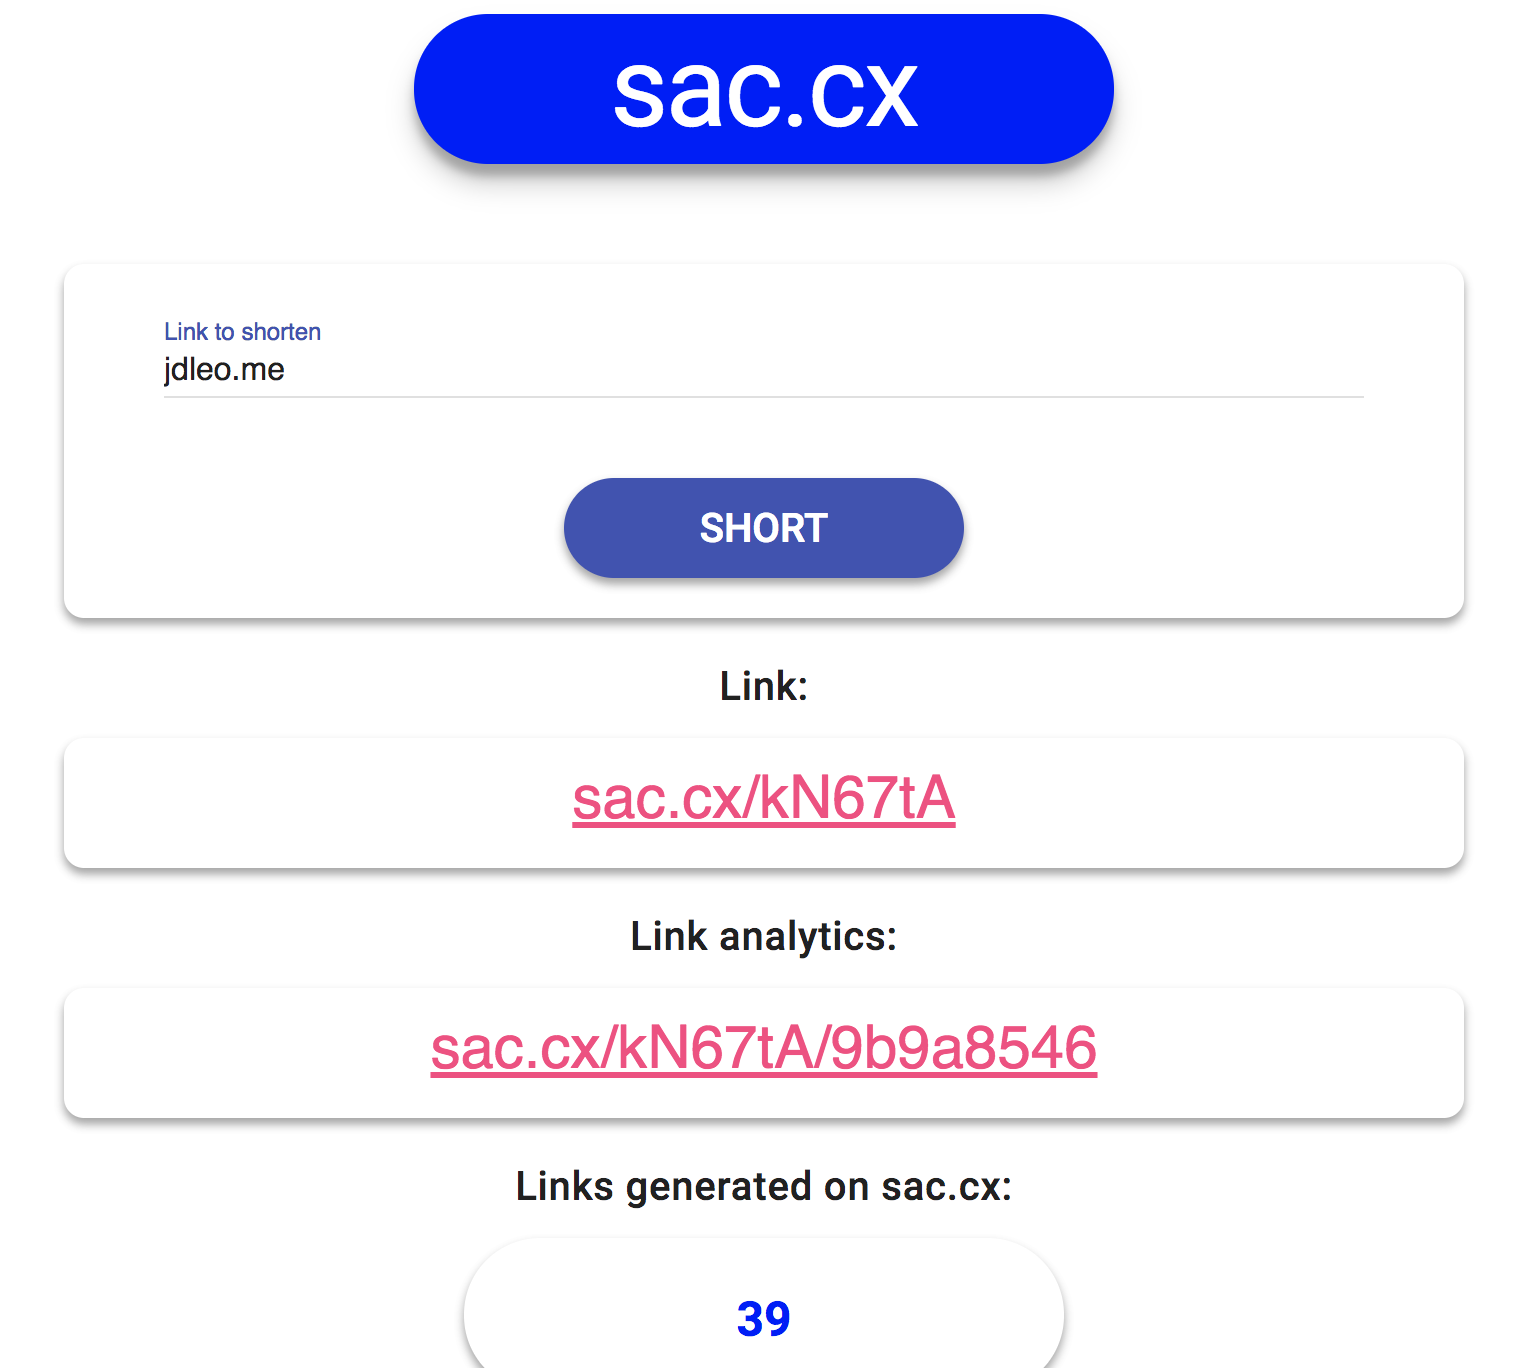 sac.cx
Link to shorten
jdleo.me
SHORT
Link:
sac.cx/kN67tA
Link analytics:
sac.cx/kN67tA/9b9a8546
Links generated on sac.cx:
39